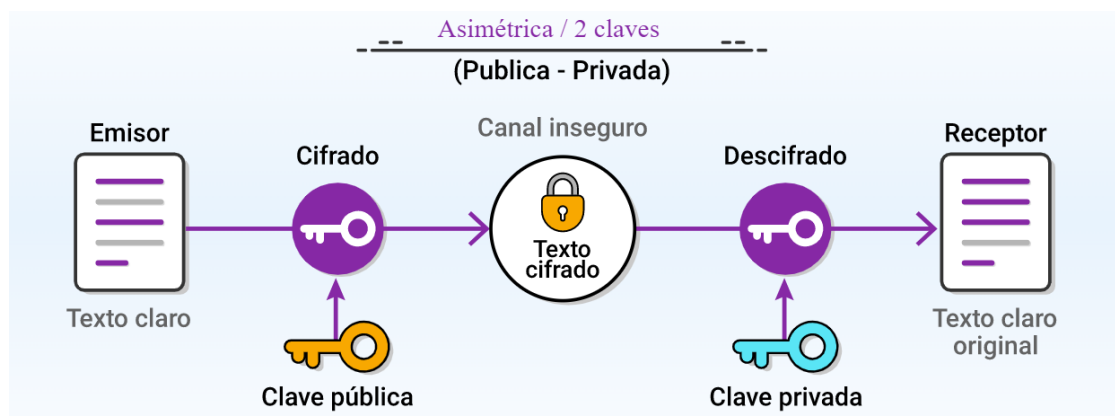 Asimétrica / 2 claves
(Publica - Privada)
Emisor
Cifrado
Canal inseguro
Descifrado
Receptor
Texto
cifrado
Texto claro
Clave pública
Clave privada
Texto claro
original